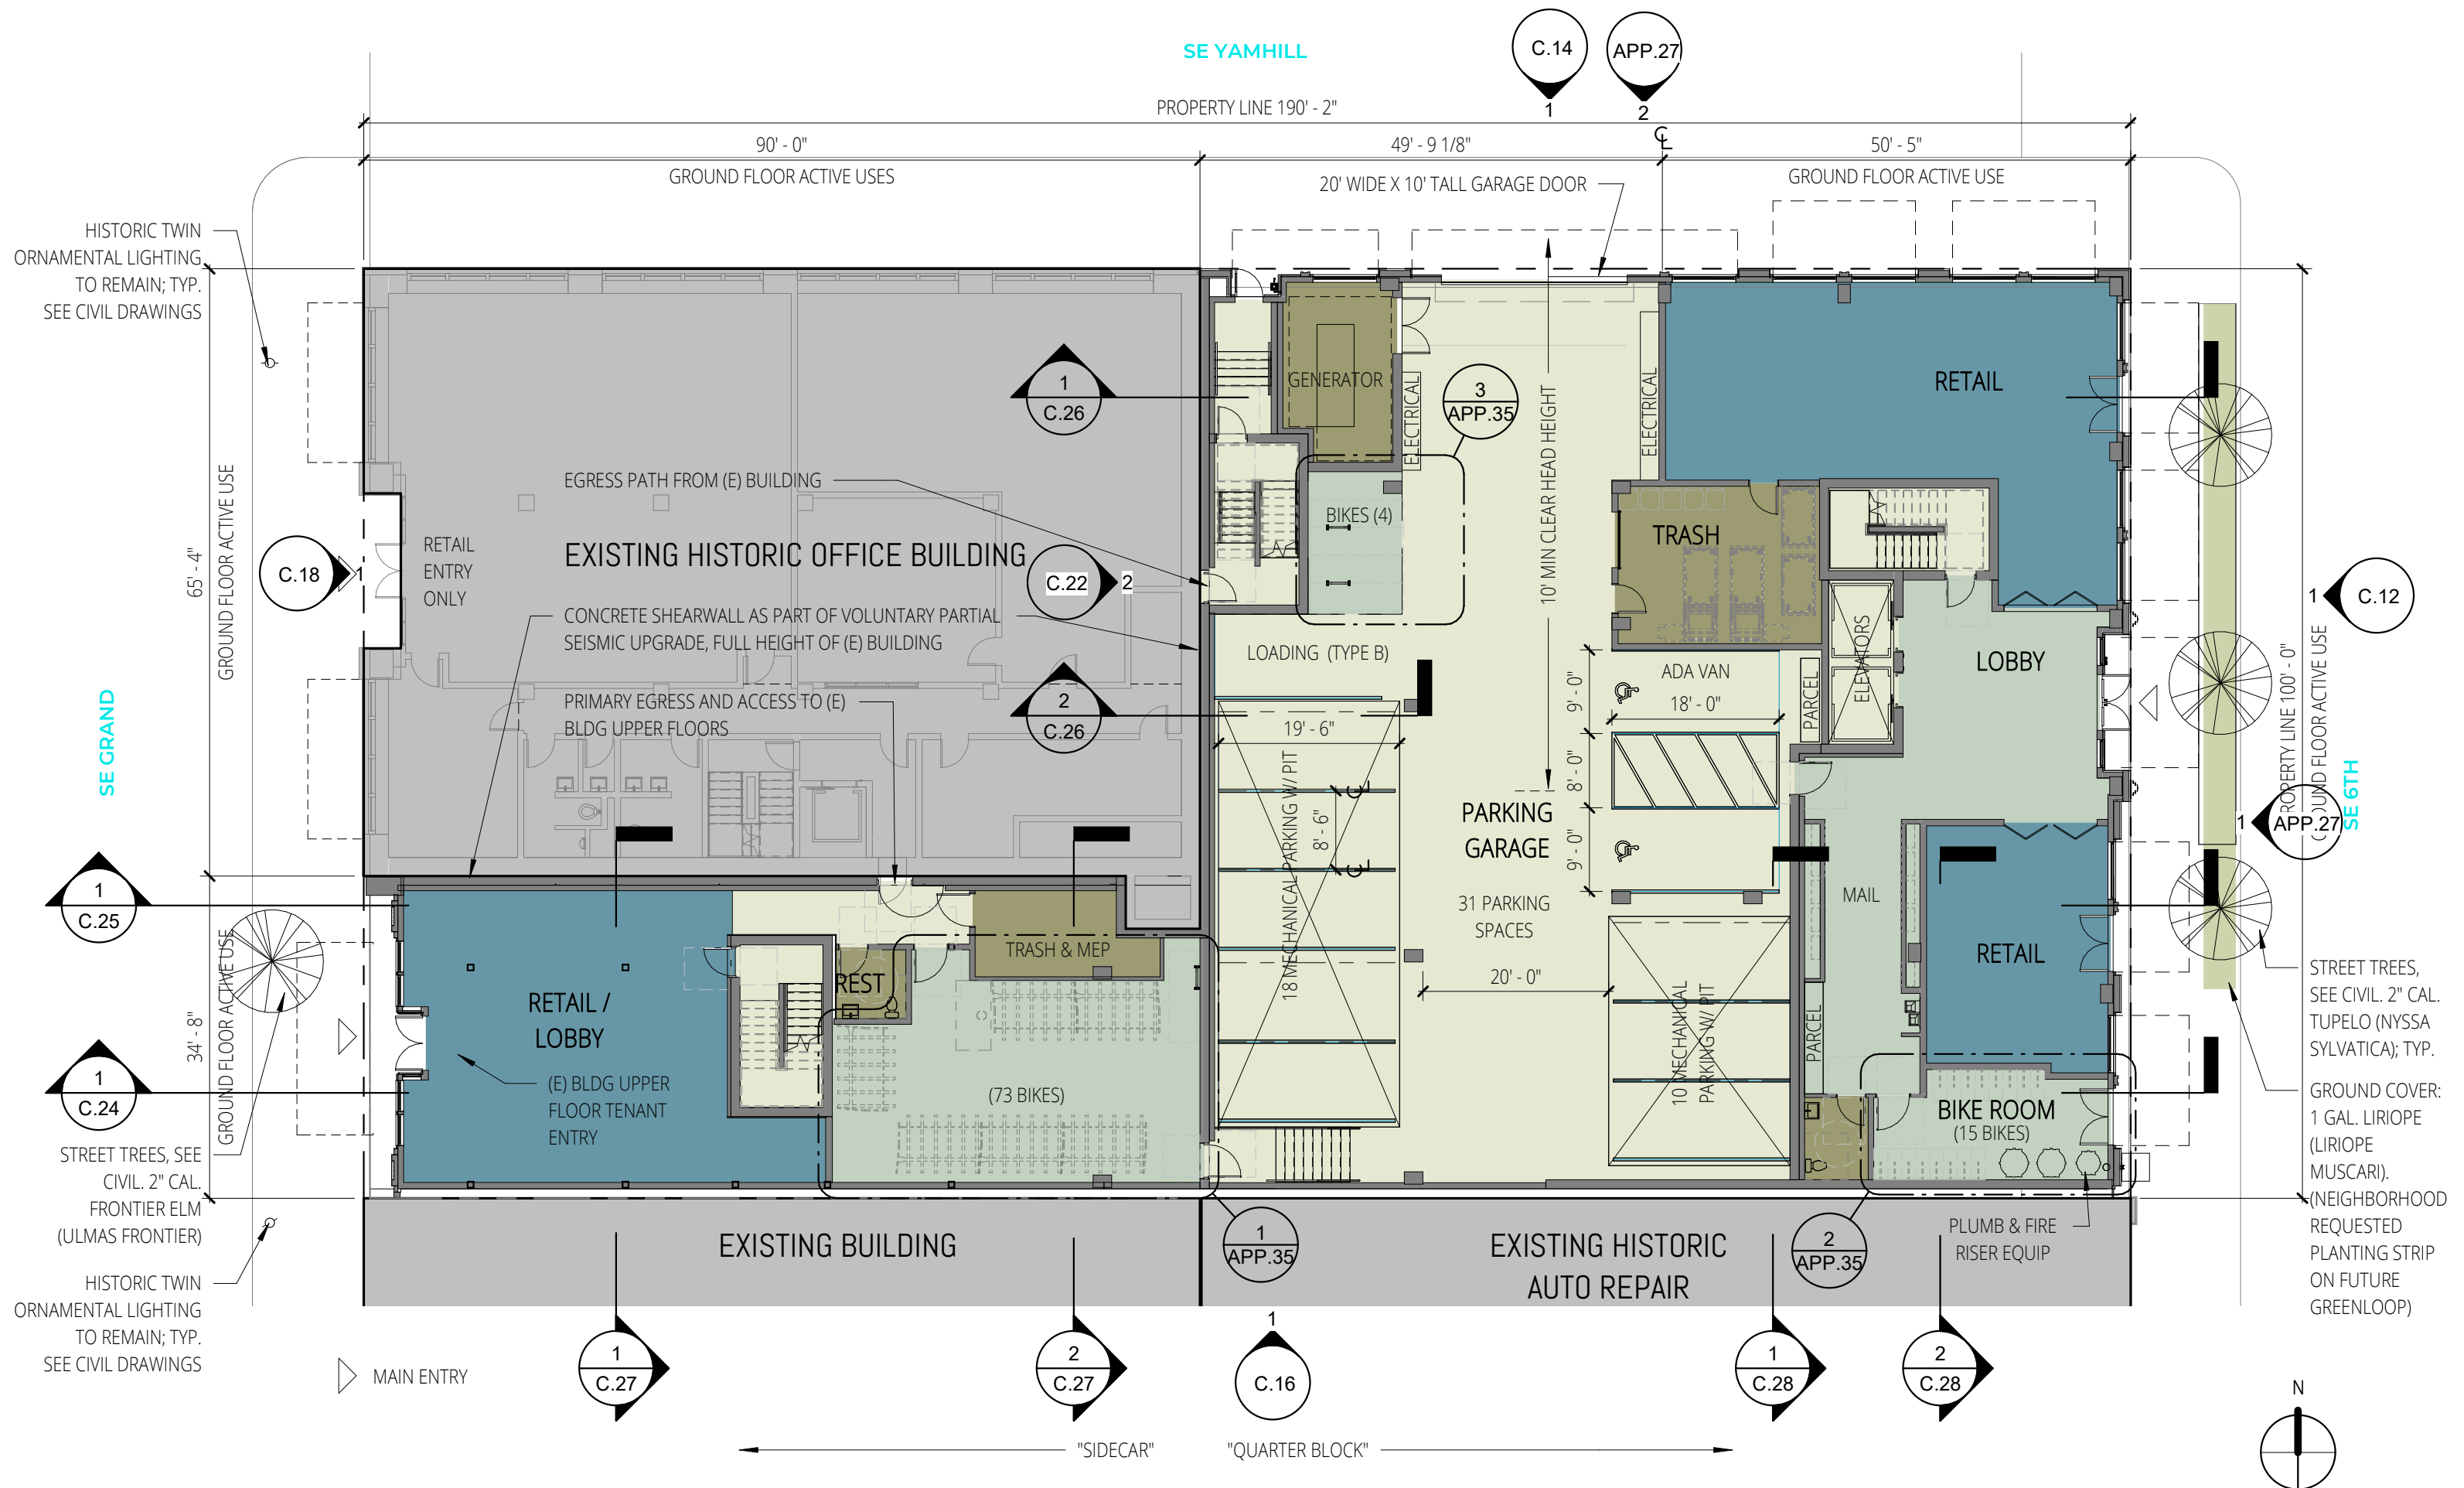 SE YAMHILL
C.14
1
APP.27
2
PROPERTY LINE 190' - 2"
90' - 0"
49' - 9 1/8"
℄
50' - 5"
GROUND FLOOR ACTIVE USES
20' WIDE X 10' TALL GARAGE DOOR
GROUND FLOOR ACTIVE USE
HISTORIC TWIN
ORNAMENTAL LIGHTING
TO REMAIN; TYP.
SEE CIVIL DRAWINGS
GROUND FLOOR ACTIVE USE
65' - 4"
SE GRAND
C.18
1
RETAIL
ENTRY
ONLY
EGRESS PATH FROM (E) BUILDING
EXISTING HISTORIC OFFICE BUILDING
CONCRETE SHEARWALL AS PART OF VOLUNTARY PARTIAL
SEISMIC UPGRADE, FULL HEIGHT OF (E) BUILDING
PRIMARY EGRESS AND ACCESS TO (E)
BLDG UPPER FLOORS
1
C.26
C.22
2
2
C.26
GENERATOR
ELECTRICAL
3
APP.35
10' MIN CLEAR HEAD HEIGHT
ELECTRICAL
BIKES (4)
LOADING (TYPE B)
19' - 6"
18 MECHANICAL PARKING W/ PIT
8' - 6"
℄
℄
PARKING
GARAGE
31 PARKING
SPACES
20' - 0"
TRASH
ADA VAN
18' - 0"
9' - 0"
8' - 0"
9' - 0"
PARCEL
ELEVATORS
10 MECHANICAL
PARKING W/ PIT
RETAIL
LOBBY
MAIL
PARCEL
RETAIL
BIKE ROOM
(15 BIKES)
PLUMB & FIRE
RISER EQUIP
1
C.12
PROPERTY LINE 100' - 0"
GROUND FLOOR ACTIVE USE
SE 6TH
1
APP.27
STREET TREES,
SEE CIVIL. 2" CAL.
TUPELO (NYSSA
SYLVATICA); TYP.
GROUND COVER:
1 GAL. LIRIOPE
(LIRIOPE
MUSCARI).
(NEIGHBORHOOD
REQUESTED
PLANTING STRIP
ON FUTURE
GREENLOOP)
1
C.25
1
C.24
34' - 8"
GROUND FLOOR ACTIVE USE
RETAIL /
LOBBY
(E) BLDG UPPER
FLOOR TENANT
ENTRY
REST
TRASH & MEP
(73 BIKES)
STREET TREES, SEE
CIVIL. 2" CAL.
FRONTIER ELM
(ULMAS FRONTIER)
HISTORIC TWIN
ORNAMENTAL LIGHTING
TO REMAIN; TYP.
SEE CIVIL DRAWINGS
EXISTING BUILDING
1
APP.35
EXISTING HISTORIC
AUTO REPAIR
2
APP.35
MAIN ENTRY
1
C.27
2
C.27
1
C.16
1
C.28
2
C.28
N
"SIDECAR"
"QUARTER BLOCK"